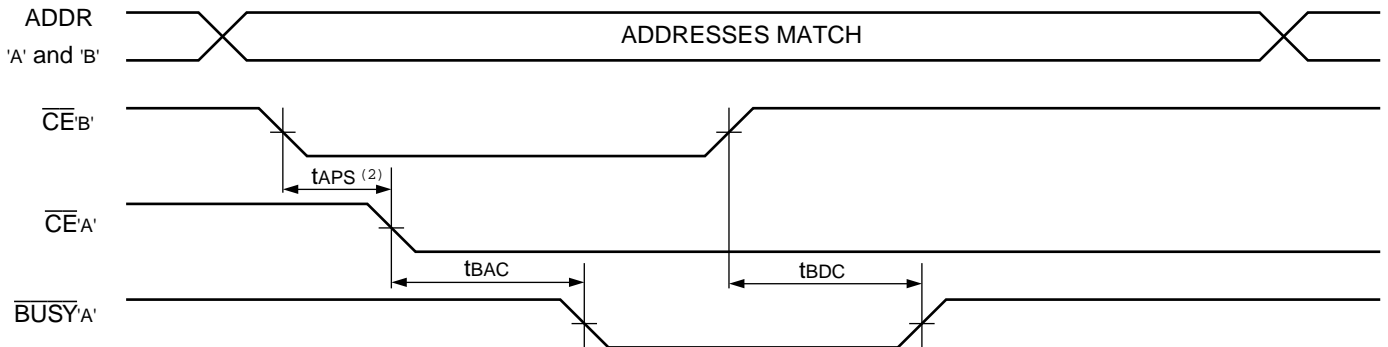 ADDR
'A' and 'B'
ADDRESSES MATCH
CE'B'
tAPS (2)
CE'A'
tBAC
tBDC
BUSY'A'